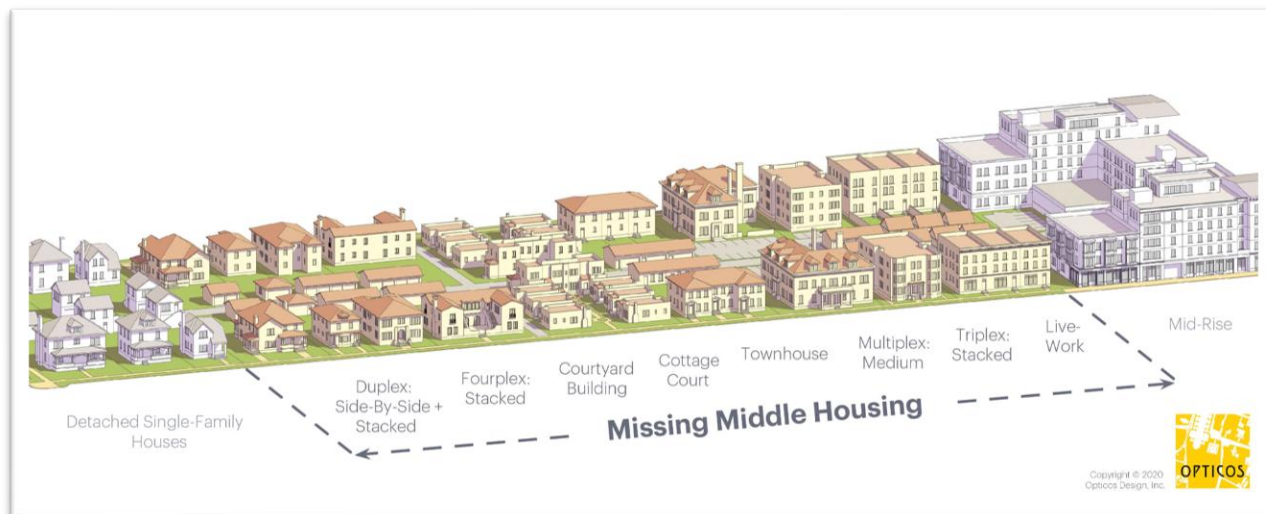 Detached Single-Family
Houses
Duplex:
Side-By-Side +
Stacked
Fourplex:
Stacked
Courtyard
Building
Cottage
Court
Townhouse
Multiplex:
Medium
Triplex:
Stacked
Live-
Work
Mid-Rise
Missing Middle Housing
Copyright © 2020
Opticos Design, Inc.
OPTICOS